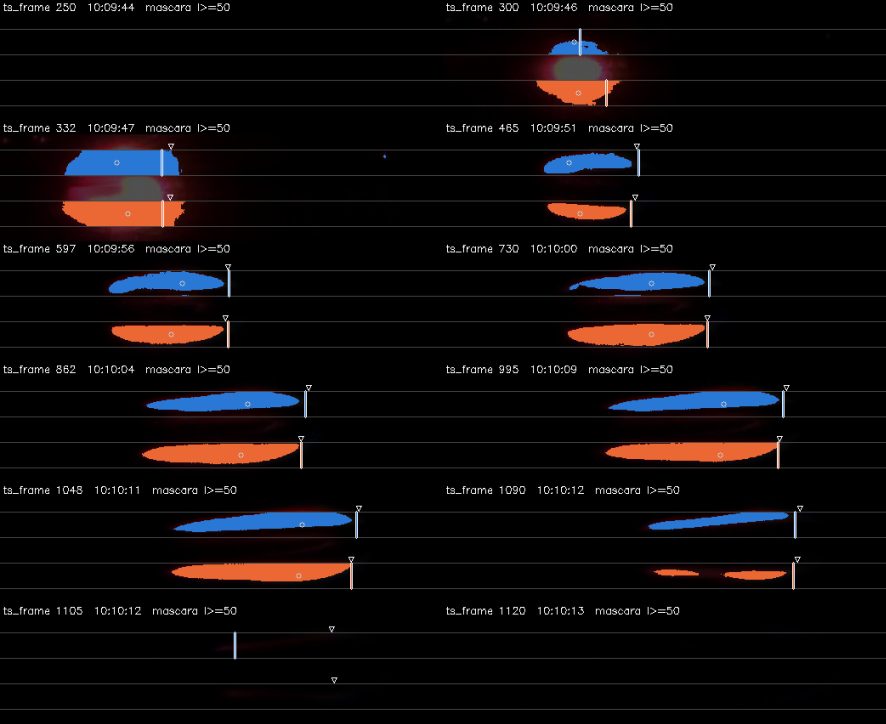 ts_frame 250 10:09:44 mascara I>=50
ts_frame 300 10:09:46 mascara I>=50
ts_frame 332 10:09:47 mascara I>=50
ts_frame 465 10:09:51 mascara I>=50
ts_frame 597 10:09:56 mascara I>=50
ts_frame 730 10:10:00 mascara I>=50
ts_frame 862 10:10:04 mascara I>=50
ts_frame 995 10:10:09 mascara I>=50
ts_frame 1048 10:10:11 mascara I>=50
ts_frame 1090 10:10:12 mascara I>=50
ts_frame 1105 10:10:12 mascara I>=50
ts_frame 1120 10:10:13 mascara I>=50